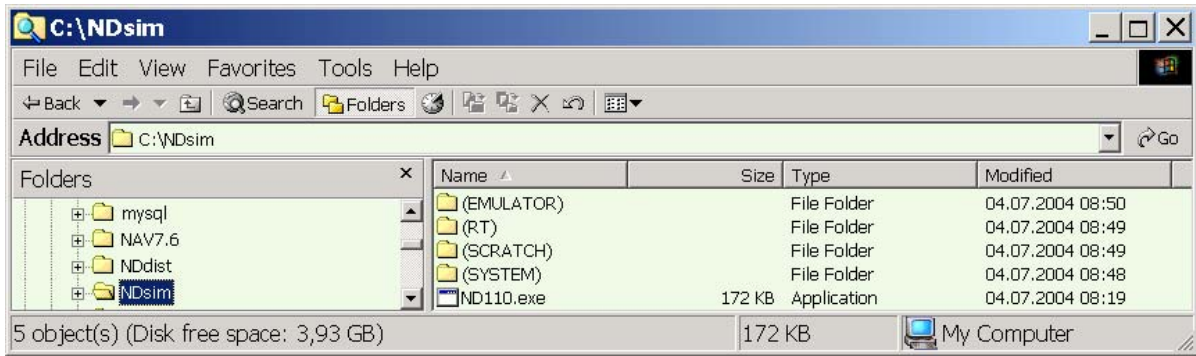 C:\NDsim
File Edit View Favorites Tools Help
Back Search Folders
Address C:\NDsim Go
Folders × Name Size Type Modified
mysql (EMULATOR) File Folder 04.07.2004 08:50
NAV7.6 (RT) File Folder 04.07.2004 08:49
NDdist (SCRATCH) File Folder 04.07.2004 08:49
NDsim (SYSTEM) File Folder 04.07.2004 08:48
ND110.exe 172 KB Application 04.07.2004 08:19
5 object(s) (Disk free space: 3,93 GB) 172 KB My Computer